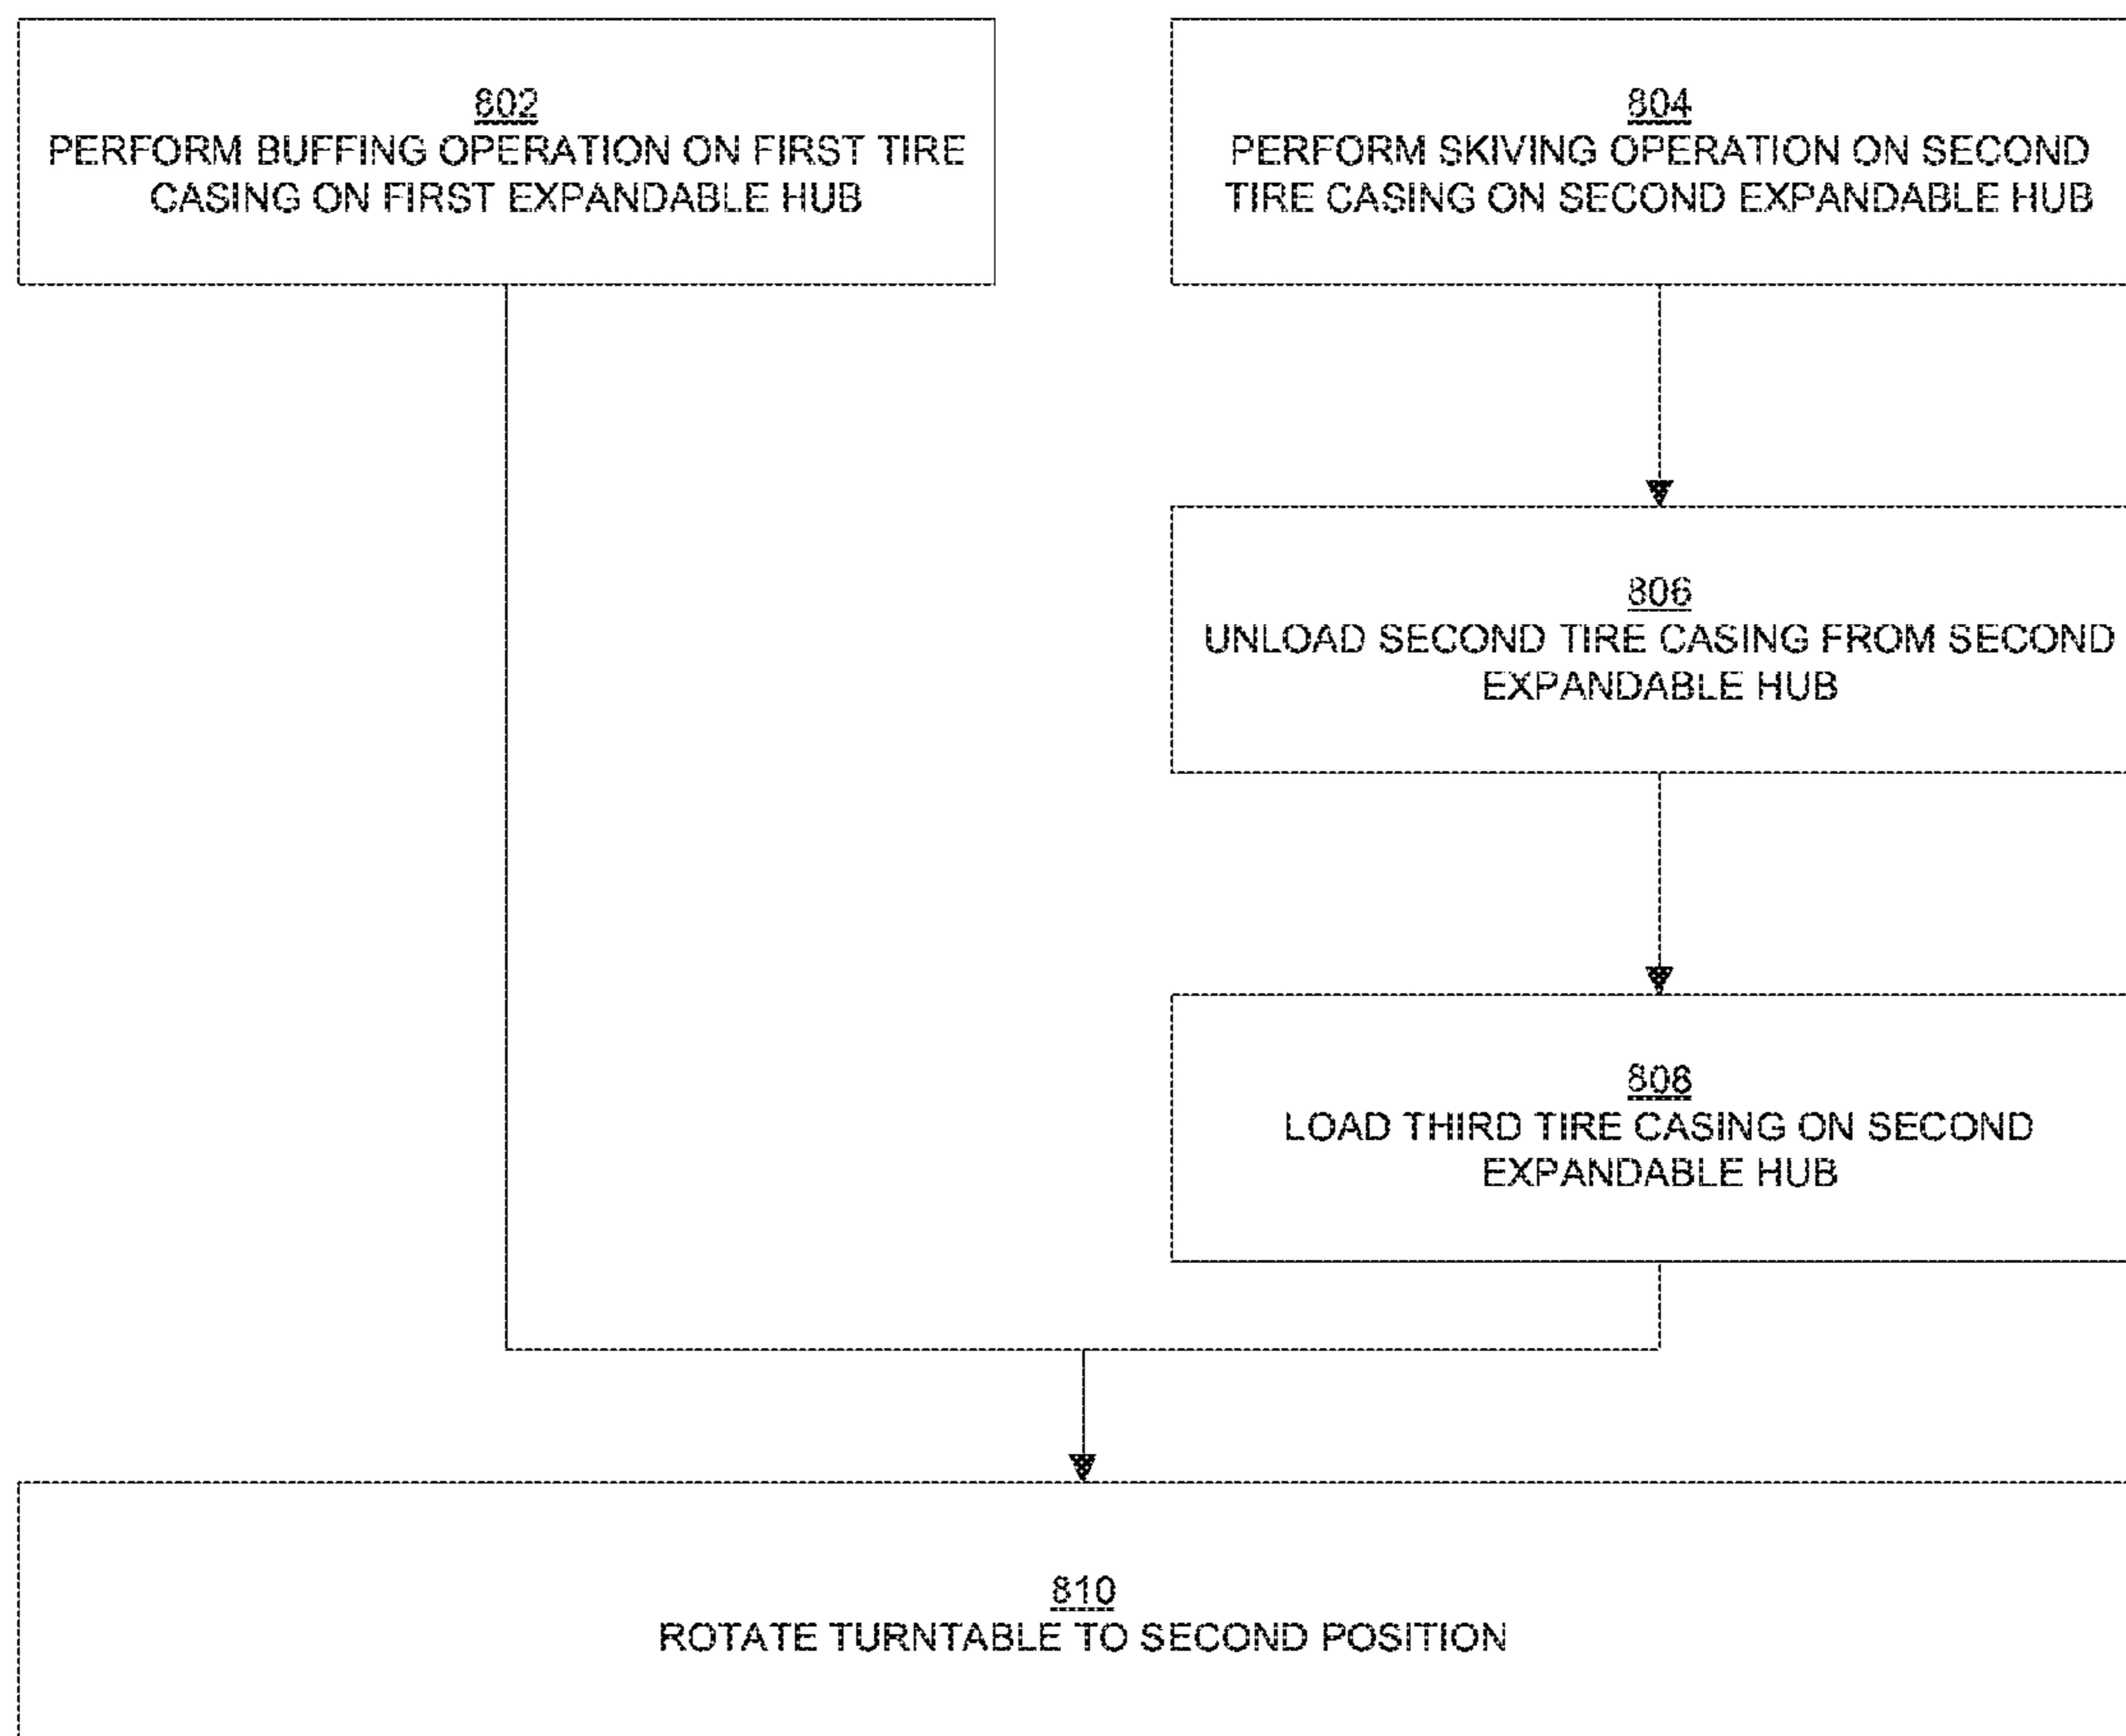 802
PERFORM BUFFING OPERATION ON FIRST TIRE
CASING ON FIRST EXPANDABLE HUB
804
PERFORM SKIVING OPERATION ON SECOND
TIRE CASING ON SECOND EXPANDABLE HUB
806
UNLOAD SECOND TIRE CASING FROM SECOND
EXPANDABLE HUB
808
LOAD THIRD TIRE CASING ON SECOND
EXPANDABLE HUB
810
ROTATE TURNTABLE TO SECOND POSITION